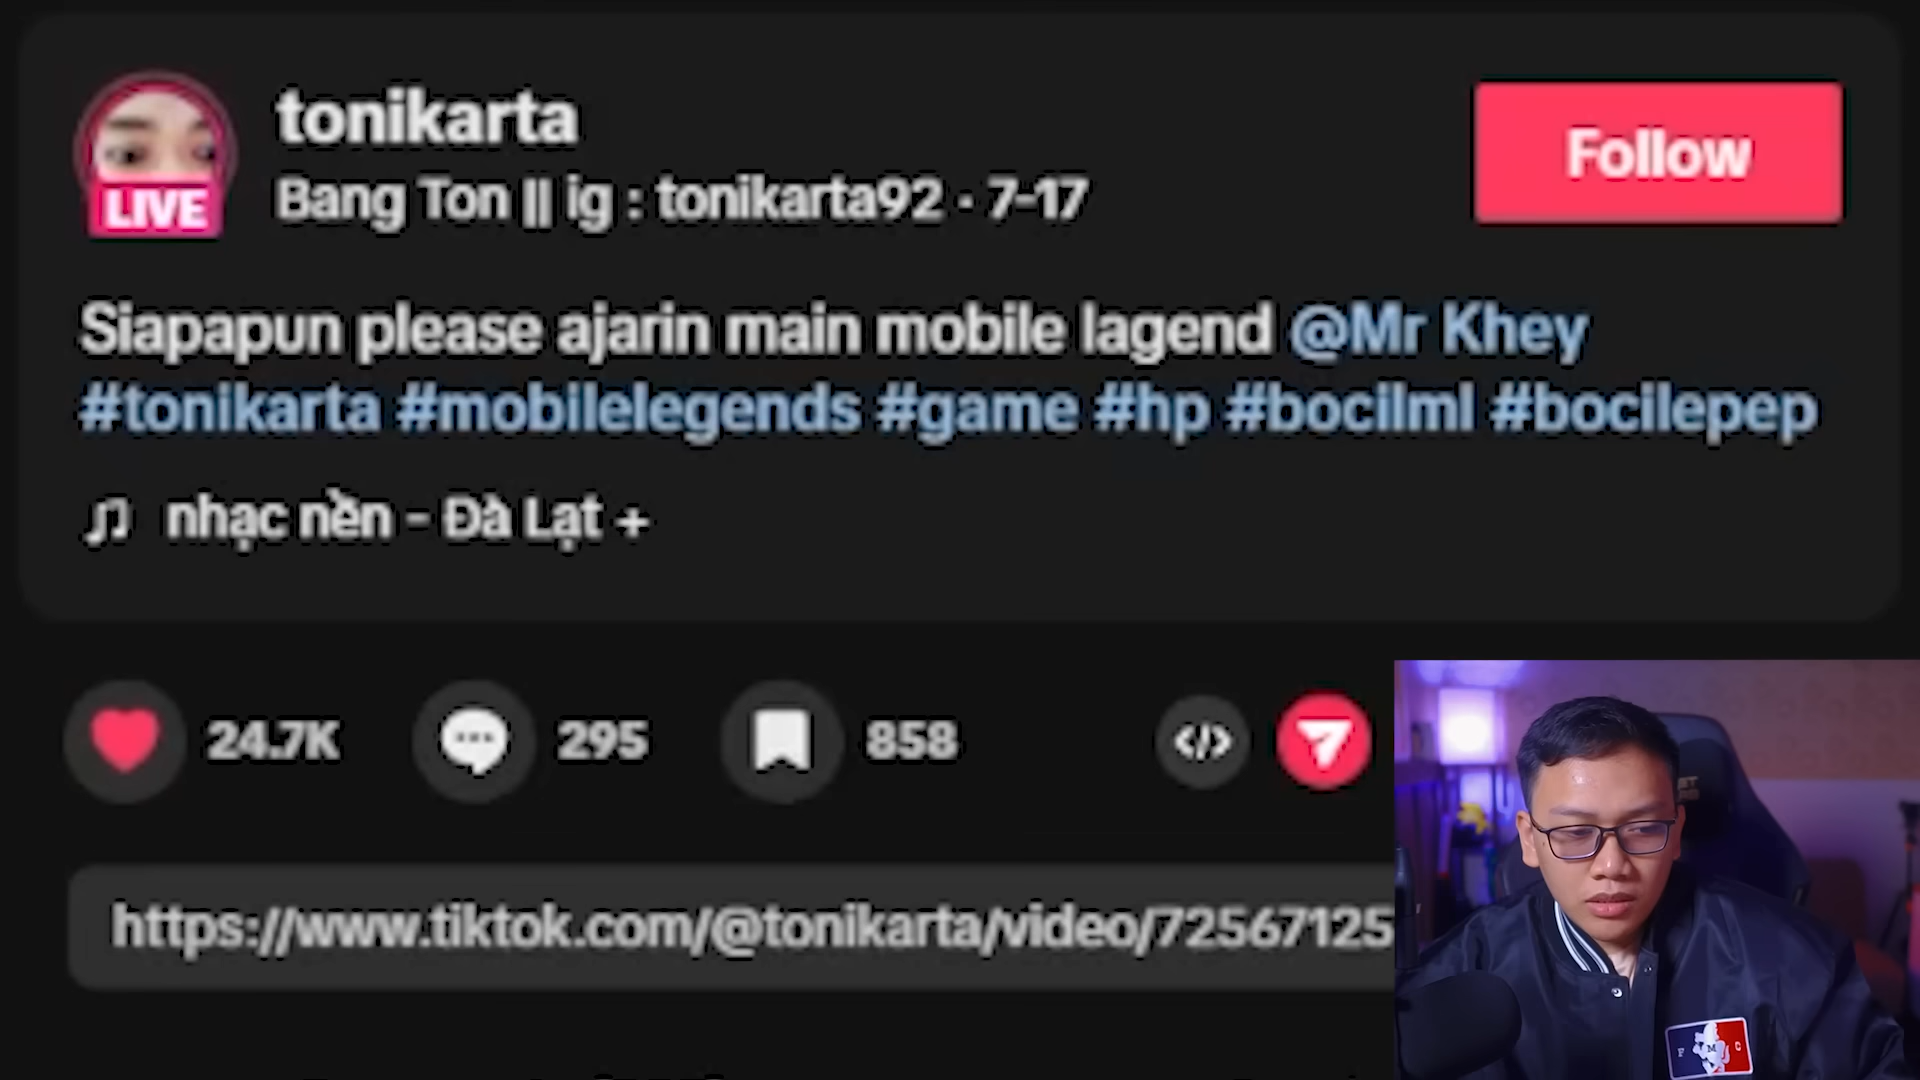 tonikarta
Bang Ton || ig : tonikarta92 · 7-17
Follow
LIVE
Siapapun please ajarin main mobile lagend @Mr Khey
#tonikarta #mobilelegends #game #hp #bocilml #bocilepep
nhạc nền - Đà Lạt +
24.7K
295
858
https://www.tiktok.com/@tonikarta/video/72567125